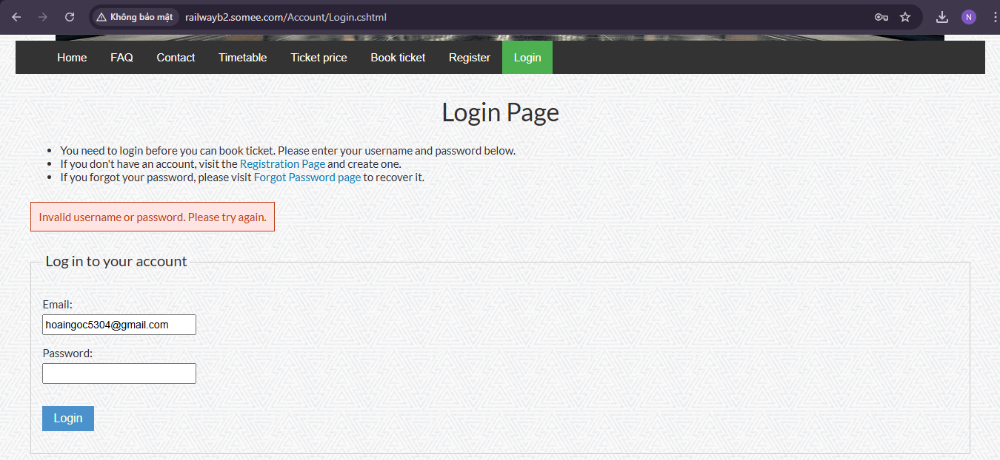 Không bảo mật railwayb2.somee.com/Account/Login.cshtml N
Home FAQ Contact Timetable Ticket price Book ticket Register Login
Login Page
You need to login before you can book ticket. Please enter your username and password below.
If you don't have an account, visit the Registration Page and create one.
If you forgot your password, please visit Forgot Password page to recover it.
Invalid username or password. Please try again.
Log in to your account
Email:
hoaingoc5304@gmail.com
Password:
Login